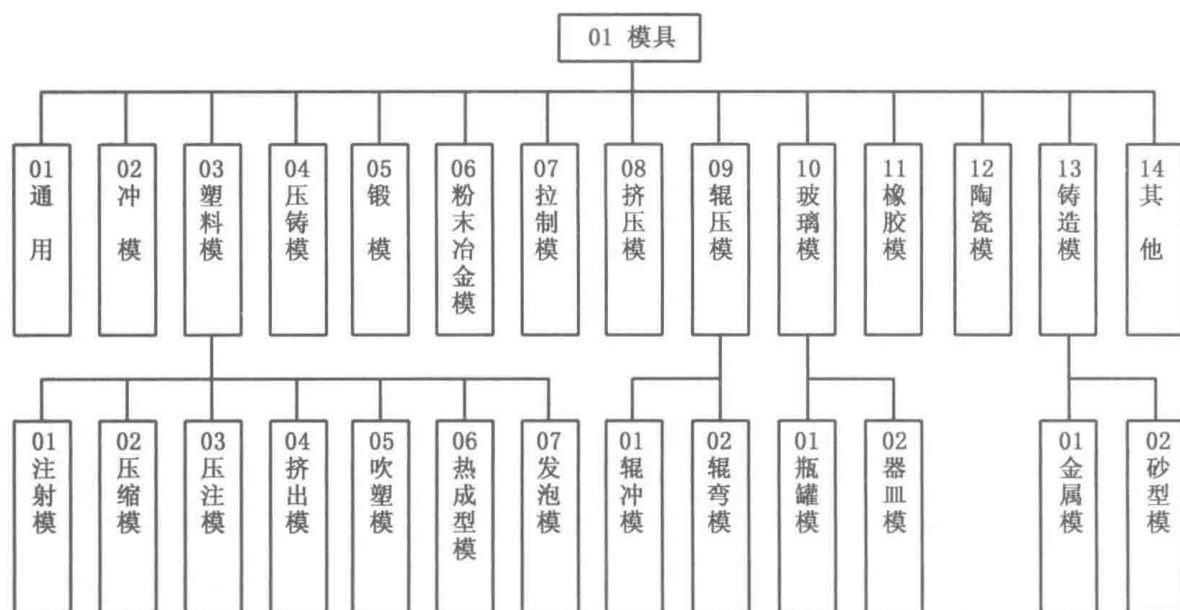 01 模具
01 通用
02 冲模
03 塑料模
04 压铸模
05 锻模
06 粉末冶金模
07 拉制模
08 挤压模
09 辊压模
10 玻璃模
11 橡胶模
12 陶瓷模
13 铸造模
14 其他
01 注射模
02 压缩模
03 压注模
04 挤出模
05 吹塑模
06 热成型模
07 发泡模
01 辊冲模
02 辊弯模
01 瓶罐模
02 器皿模
01 金属模
02 砂型模